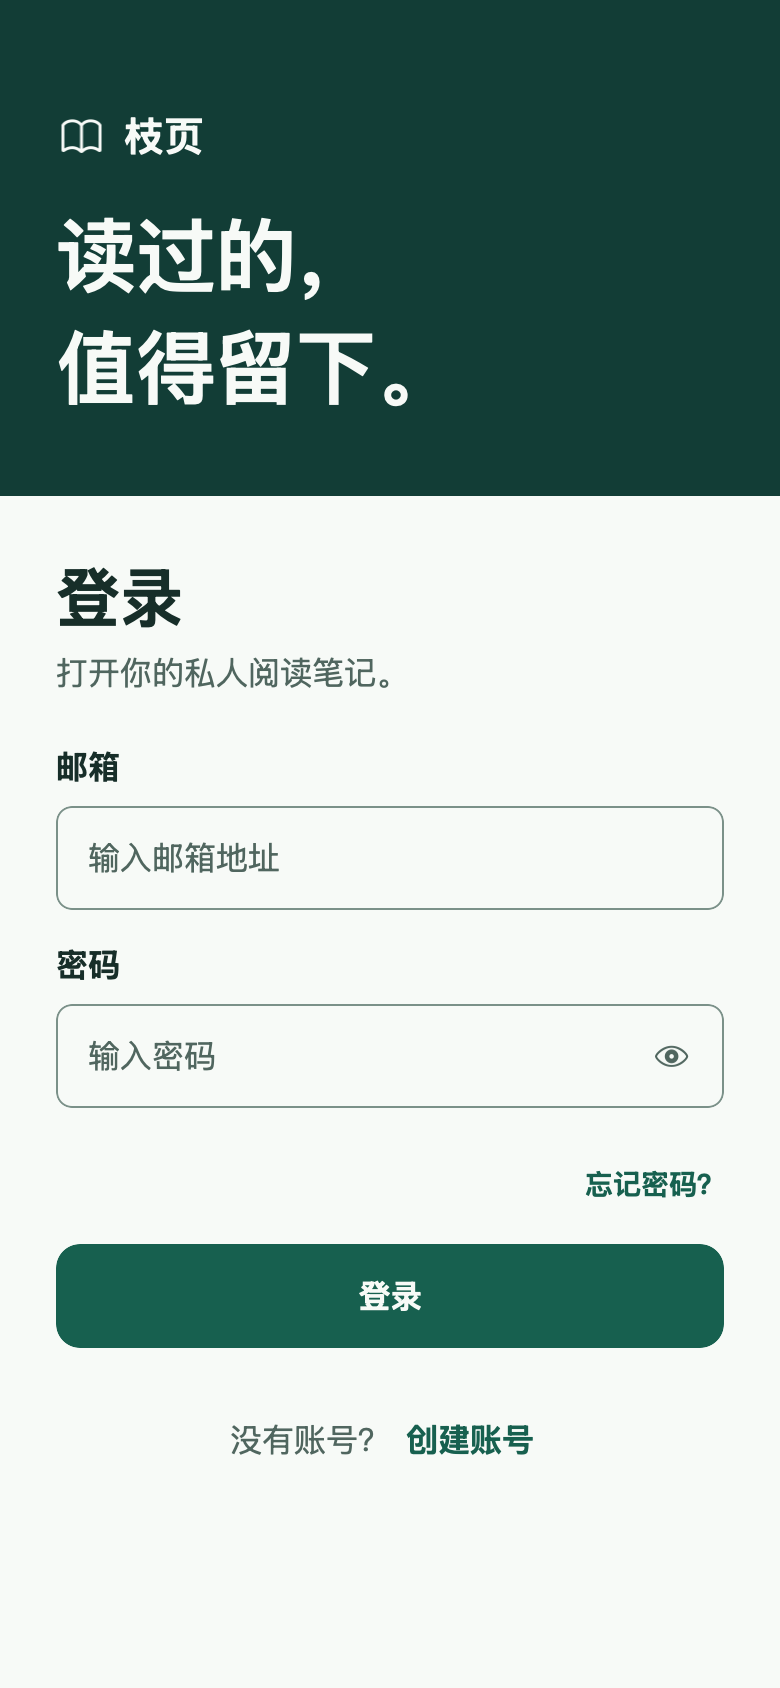 枝页
读过的，
值得留下。
登录
打开你的私人阅读笔记。
邮箱
输入邮箱地址
密码
输入密码
忘记密码?
登录
没有账号? 创建账号